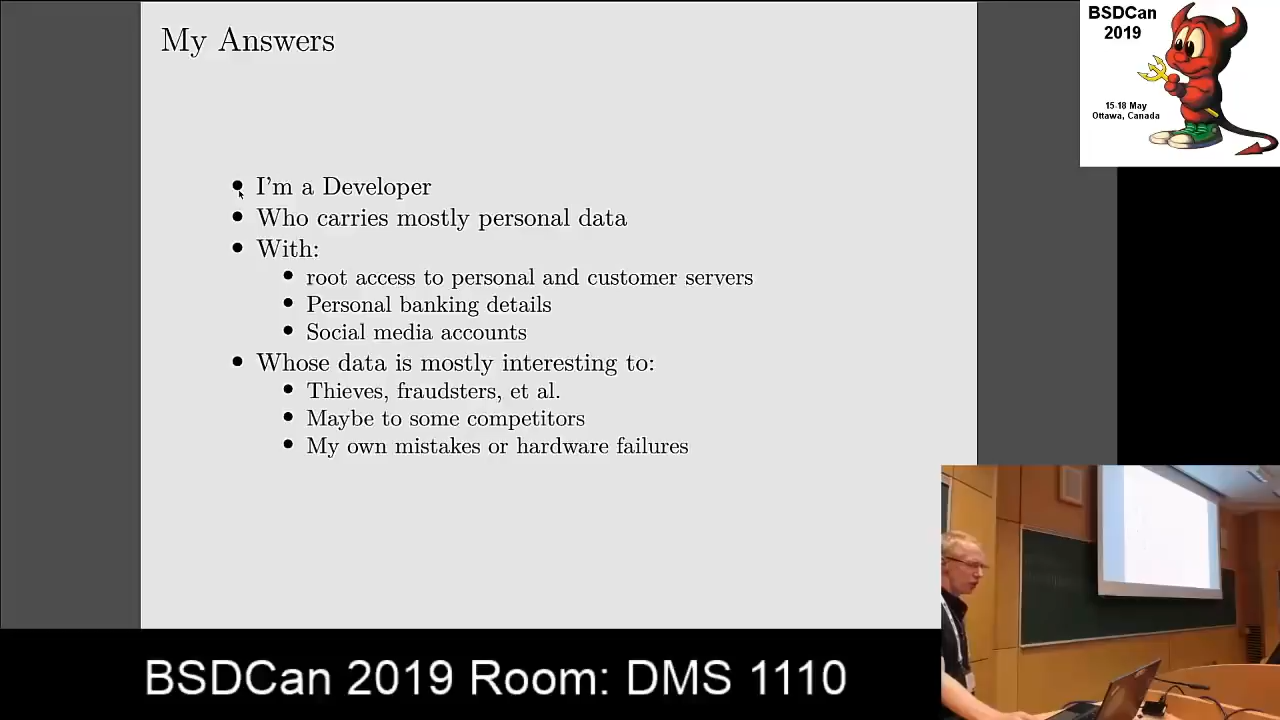 My Answers
I'm a Developer
Who carries mostly personal data
With:
root access to personal and customer servers
Personal banking details
Social media accounts
Whose data is mostly interesting to:
Thieves, fraudsters, et al.
Maybe to some competitors
My own mistakes or hardware failures
BSDCan
2019
15-18 May
Ottawa, Canada
BSDCan 2019 Room: DMS 1110